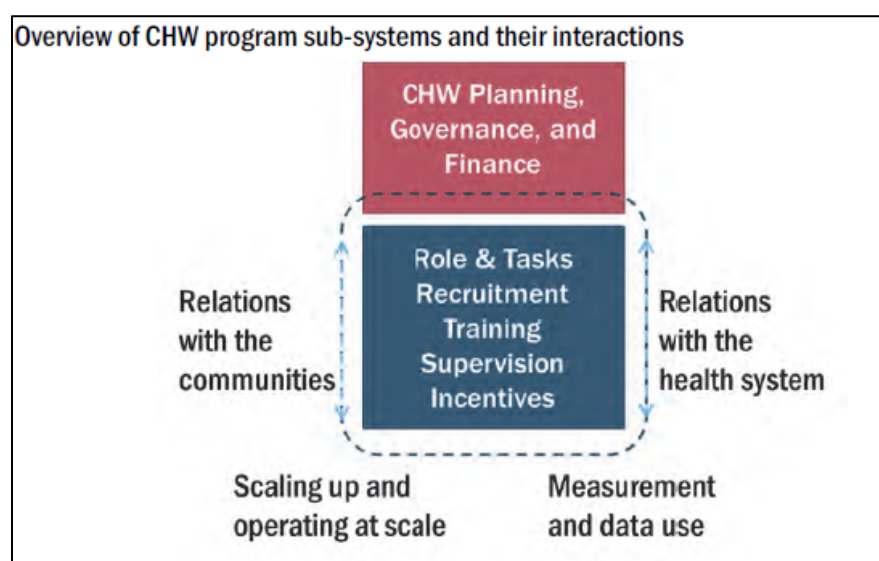 Overview of CHW program sub-systems and their interactions
CHW Planning,
Governance, and
Finance
Role & Tasks
Recruitment
Training
Supervision
Incentives
Relations
with the
communities
Relations
with the
health system
Scaling up and
operating at scale
Measurement
and data use